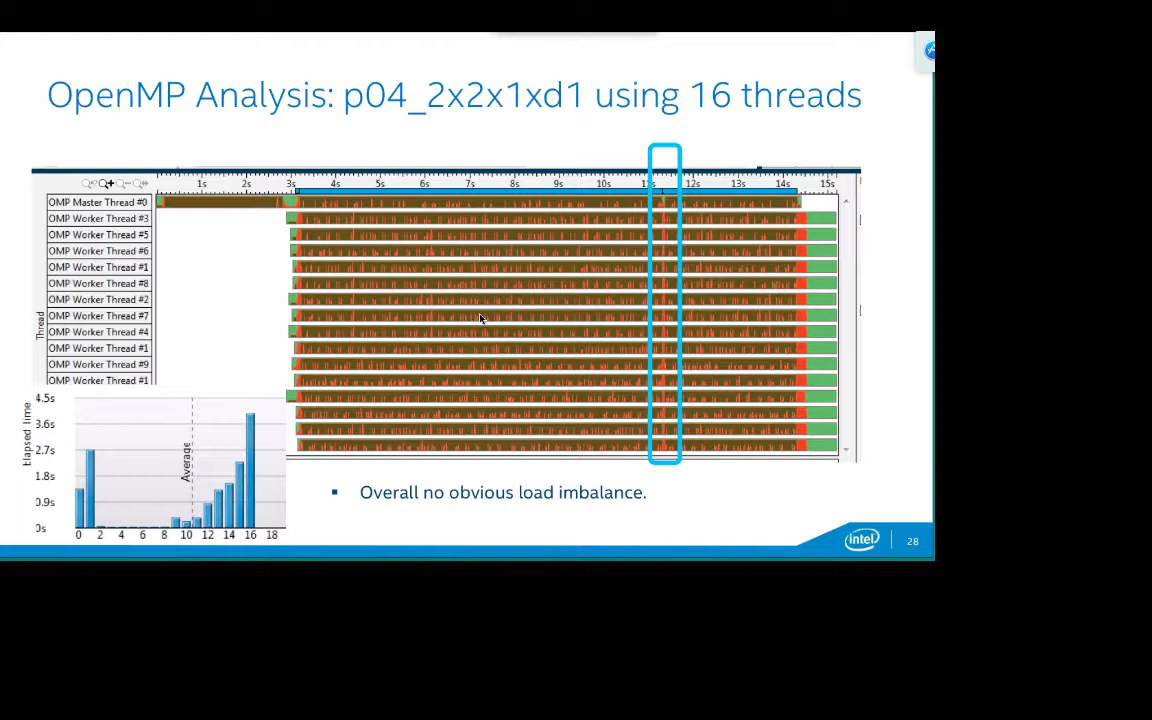 OpenMP Analysis: p04_2x2x1xd1 using 16 threads
1s 2s 3s 4s 5s 6s 7s 8s 9s 10s 11s 12s 13s 14s 15s
OMP Master Thread #0
OMP Worker Thread #3
OMP Worker Thread #5
OMP Worker Thread #6
OMP Worker Thread #1
OMP Worker Thread #8
OMP Worker Thread #2
OMP Worker Thread #7
OMP Worker Thread #4
OMP Worker Thread #1
OMP Worker Thread #9
OMP Worker Thread #1
Thread
4.5s
3.6s
2.7s
1.8s
0.9s
0s
Elapsed Time
Average
0 2 4 6 8 10 12 14 16 18
Overall no obvious load imbalance.
intel
28